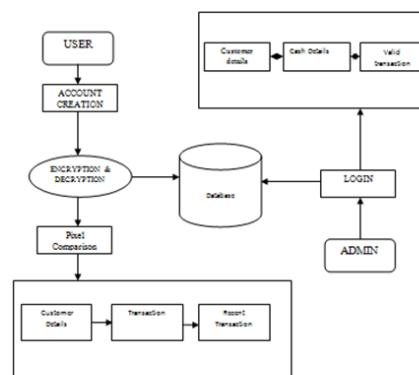 USER
ACCOUNT
CREATION
ENCRYPTION &
DECRYPTION
Pixel
Comparison
Customer
Details
Transaction
Recent
Transaction
Database
Customer
details
Cash Details
Valid
transaction
LOGIN
ADMIN